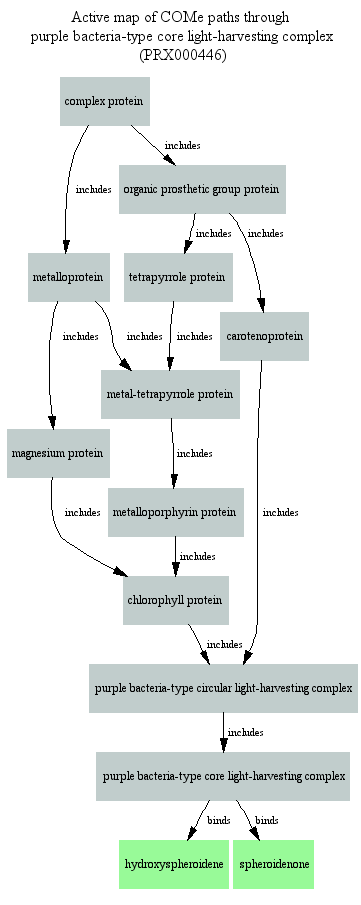 Active map of COMe paths through
purple bacteria-type core light-harvesting complex
(PRX000446)
complex protein
includes
includes
organic prosthetic group protein
includes
includes
metalloprotein
tetrapyrrole protein
carotenoprotein
includes
includes
includes
metal-tetrapyrrole protein
magnesium protein
includes
metalloporphyrin protein
includes
includes
includes
chlorophyll protein
includes
purple bacteria-type circular light-harvesting complex
includes
purple bacteria-type core light-harvesting complex
binds
binds
hydroxyspheroidene
spheroidenone